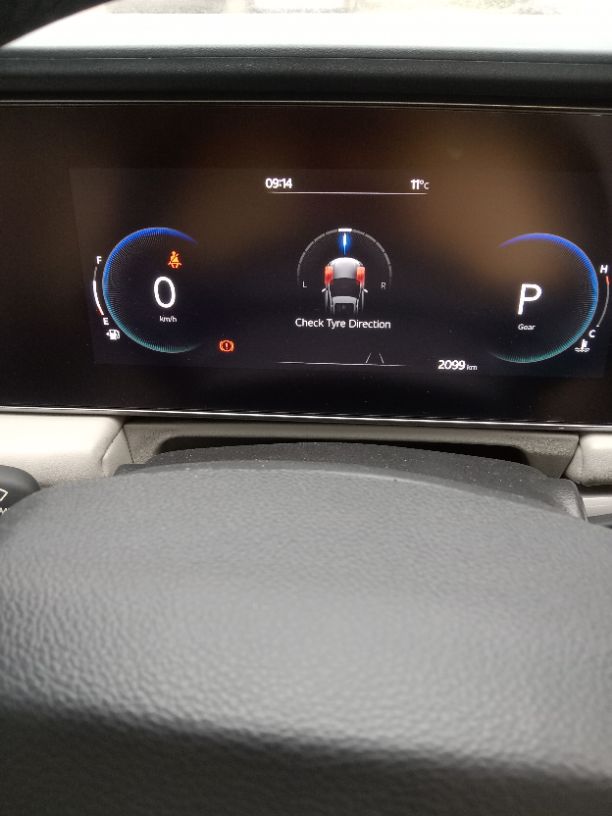 09:14 11°C
F H
0 P
km/h Gear
L R
E C
Check Tyre Direction
2099 km